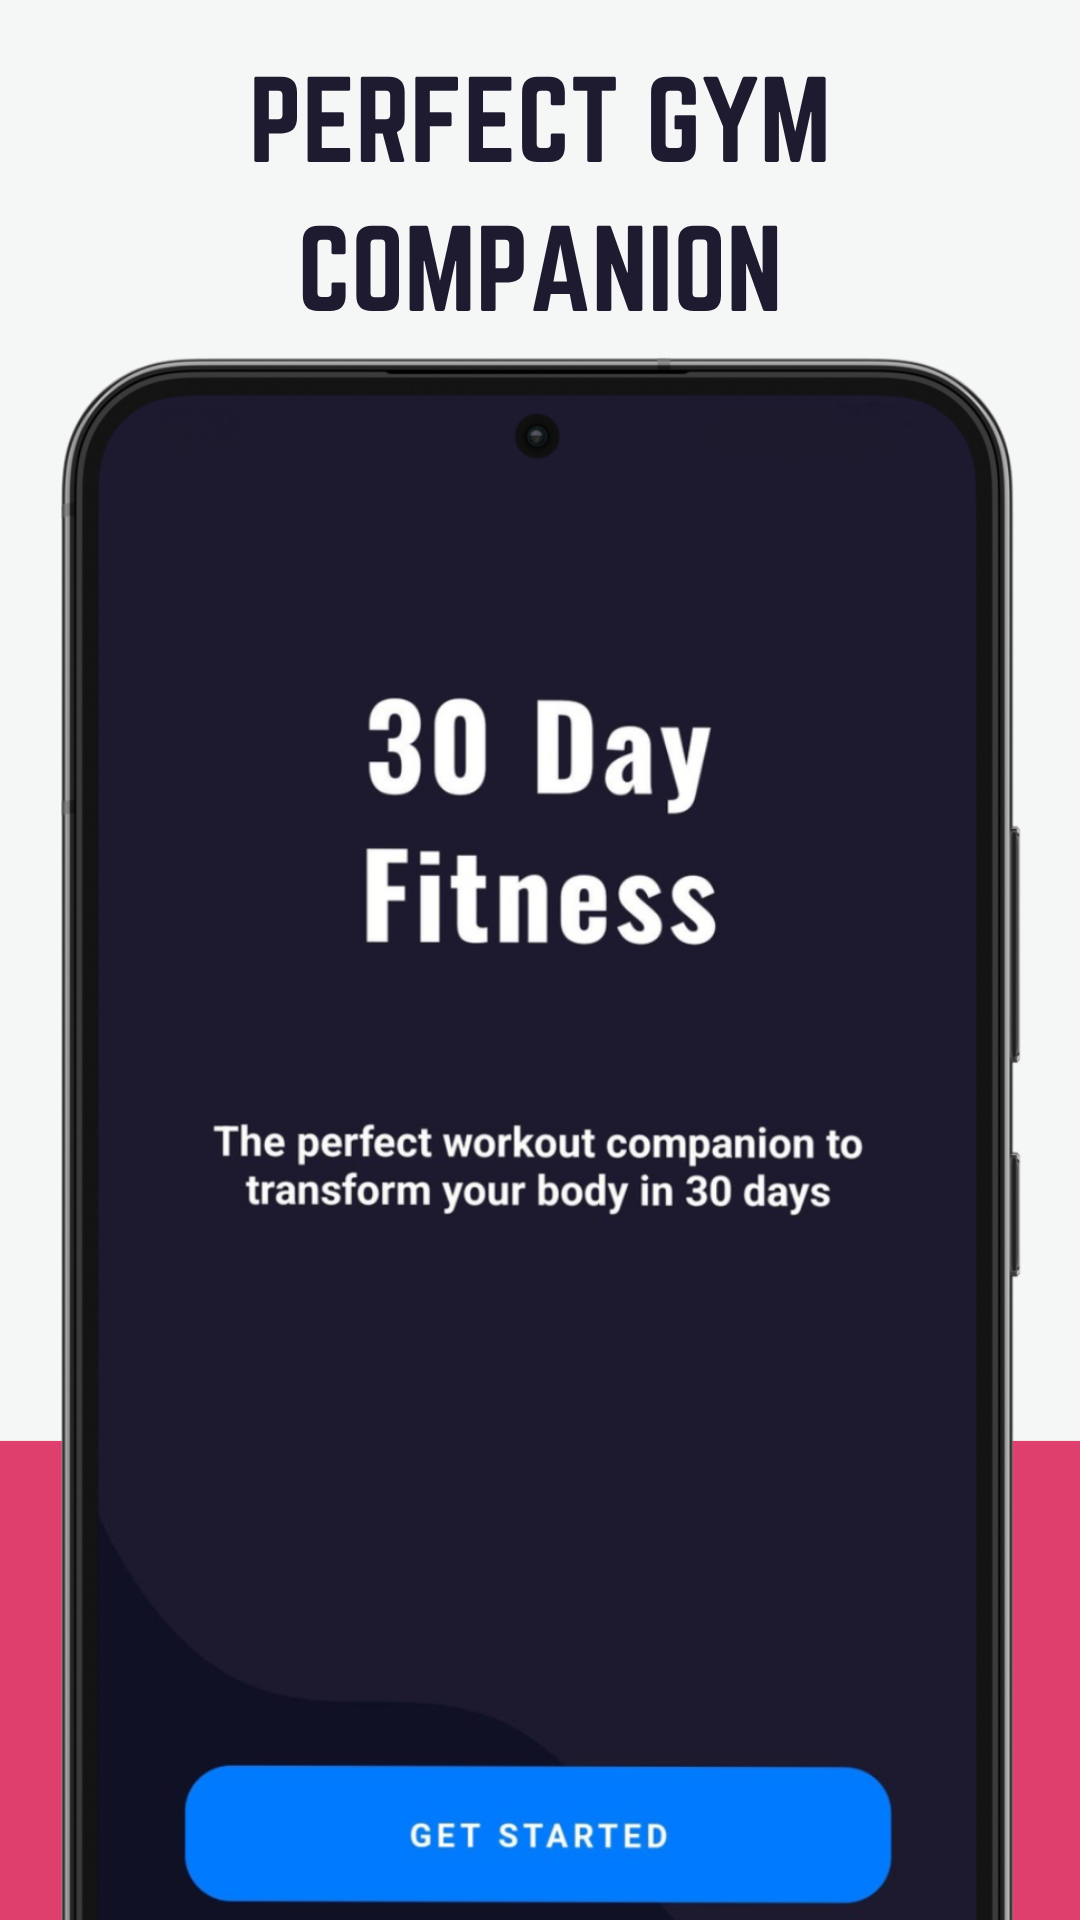 PERFECT GYM
COMPANION
30 Day
Fitness
The perfect workout companion to
transform your body in 30 days
GET STARTED